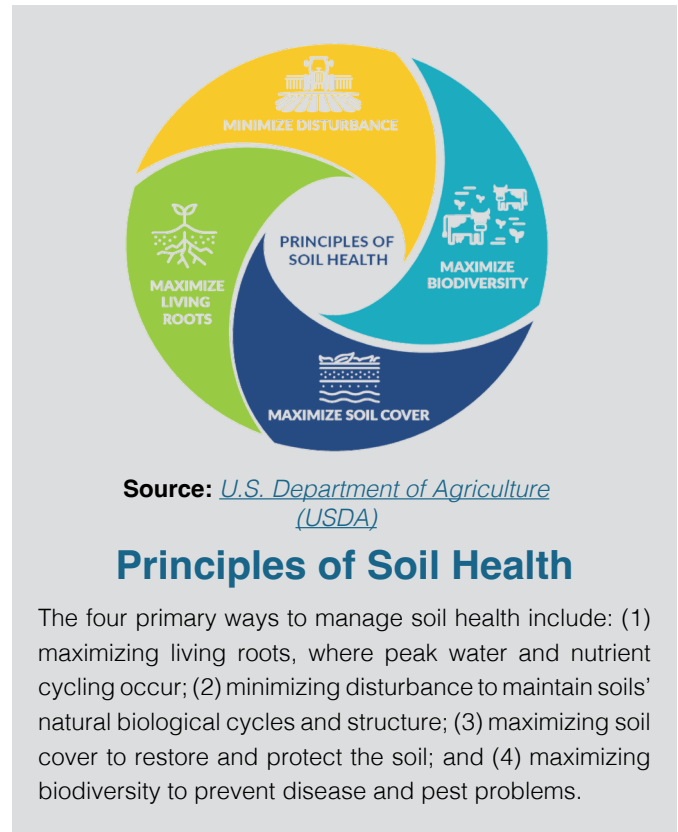 MINIMIZE DISTURBANCE
MAXIMIZE
BIODIVERSITY
PRINCIPLES OF
SOIL HEALTH
MAXIMIZE
LIVING
ROOTS
MAXIMIZE SOIL COVER
Source: U.S. Department of Agriculture
(USDA)
Principles of Soil Health
The four primary ways to manage soil health include: (1)
maximizing living roots, where peak water and nutrient
cycling occur; (2) minimizing disturbance to maintain soils’
natural biological cycles and structure; (3) maximizing soil
cover to restore and protect the soil; and (4) maximizing
biodiversity to prevent disease and pest problems.